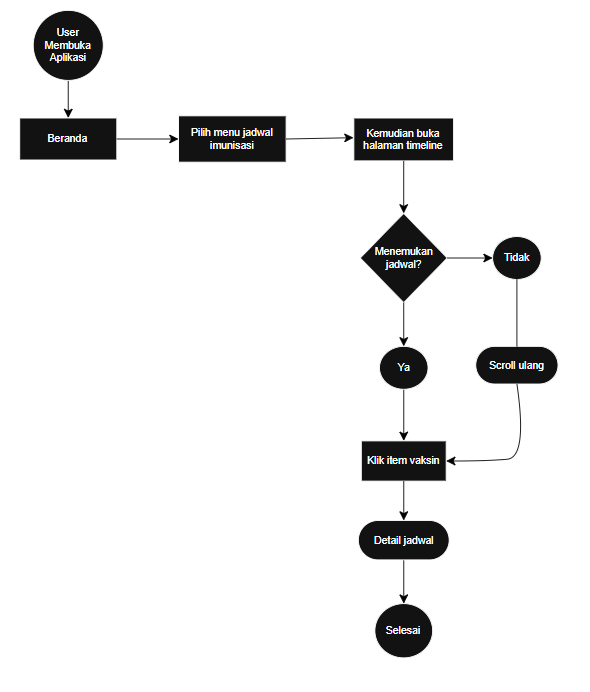 User
Membuka
Aplikasi
Beranda
Pilih menu jadwal
imunisasi
Kemudian buka
halaman timeline
Menemukan
jadwal?
Tidak
Ya
Scroll ulang
Klik item vaksin
Detail jadwal
Selesai